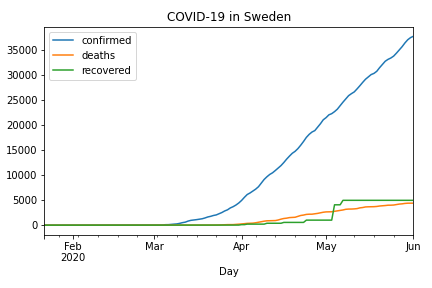 COVID-19 in Sweden
confirmed
deaths
recovered
35000
30000
25000
20000
15000
10000
5000
0
Feb Mar Apr May Jun
2020
Day